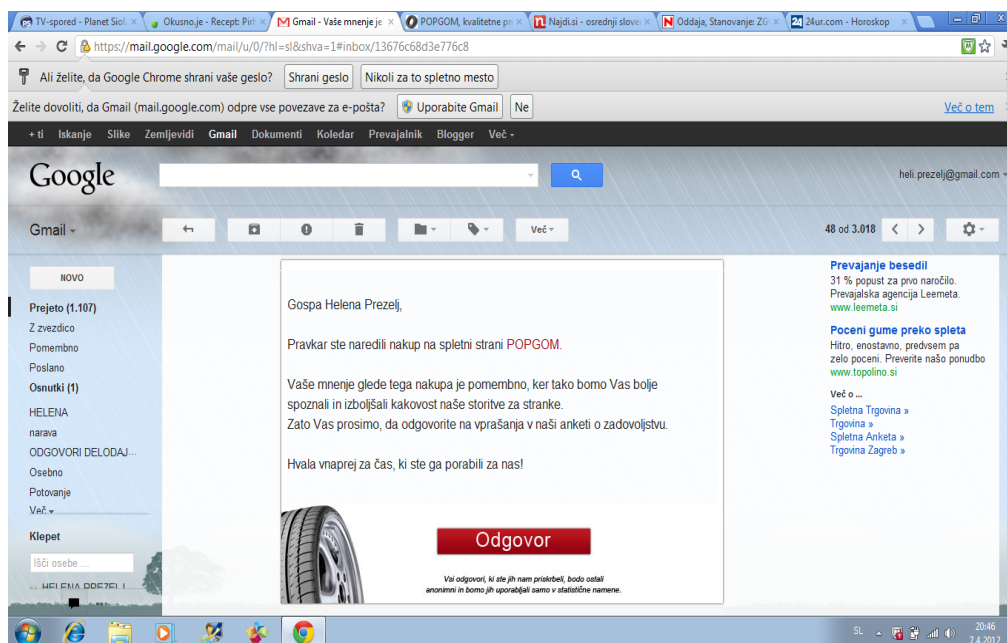 TV-spored - Planet Siol
Okusno.je - Recept: Pirh
Gmail - Vaše mnenje je
POPGOM, kvalitetne pn
Najdi.si - osrednji slove
Oddaja, Stanovanje: ZG
24ur.com - Horoskop
https://mail.google.com/mail/u/0/?hl=sl&shva=1#inbox/13676c68d3e776c8
Ali želite, da Google Chrome shrani vaše geslo? Shrani geslo Nikoli za to spletno mesto
Želite dovoliti, da Gmail (mail.google.com) odpre vse povezave za e-pošta? Uporabite Gmail Ne Več o tem
+ ti Iskanje Slike Zemljevidi Gmail Dokumenti Koledar Prevajalnik Blogger Več
Google
heli.prezelj@gmail.com
Gmail
Več
48 od 3.018
NOVO
Prejeto (1.107)
Z zvezdico
Pomembno
Poslano
Osnutki (1)
HELENA
narava
ODGOVORI DELODAJ...
Osebno
Potovanje
Več
Klepet
Išči osebe ...
HELENA PREZELJ
Gospa Helena Prezelj,
Pravkar ste naredili nakup na spletni strani POPGOM.
Vaše mnenje glede tega nakupa je pomembno, ker tako bomo Vas bolje
spoznali in izboljšali kakovost naše storitve za stranke.
Zato Vas prosimo, da odgovorite na vprašanja v naši anketi o zadovoljstvu.
Hvala vnaprej za čas, ki ste ga porabili za nas!
Odgovor
Vai odgovori, ki ste jih nam priskrbeli, bodo ostali
anonimni in bomo jih uporabljali samo v statistične namene.
Prevajanje besedil
31 % popust za prvo naročilo.
Prevajalska agencija Leemeta.
www.leemeta.si
Poceni gume preko spleta
Hitro, enostavno, predvsem pa
zelo poceni. Preverite našo ponudbo
www.topolino.si
Več o ...
Spletna Trgovina »
Trgovina »
Spletna Anketa »
Trgovina Zagreb »
SL
20:46
7.4.2012